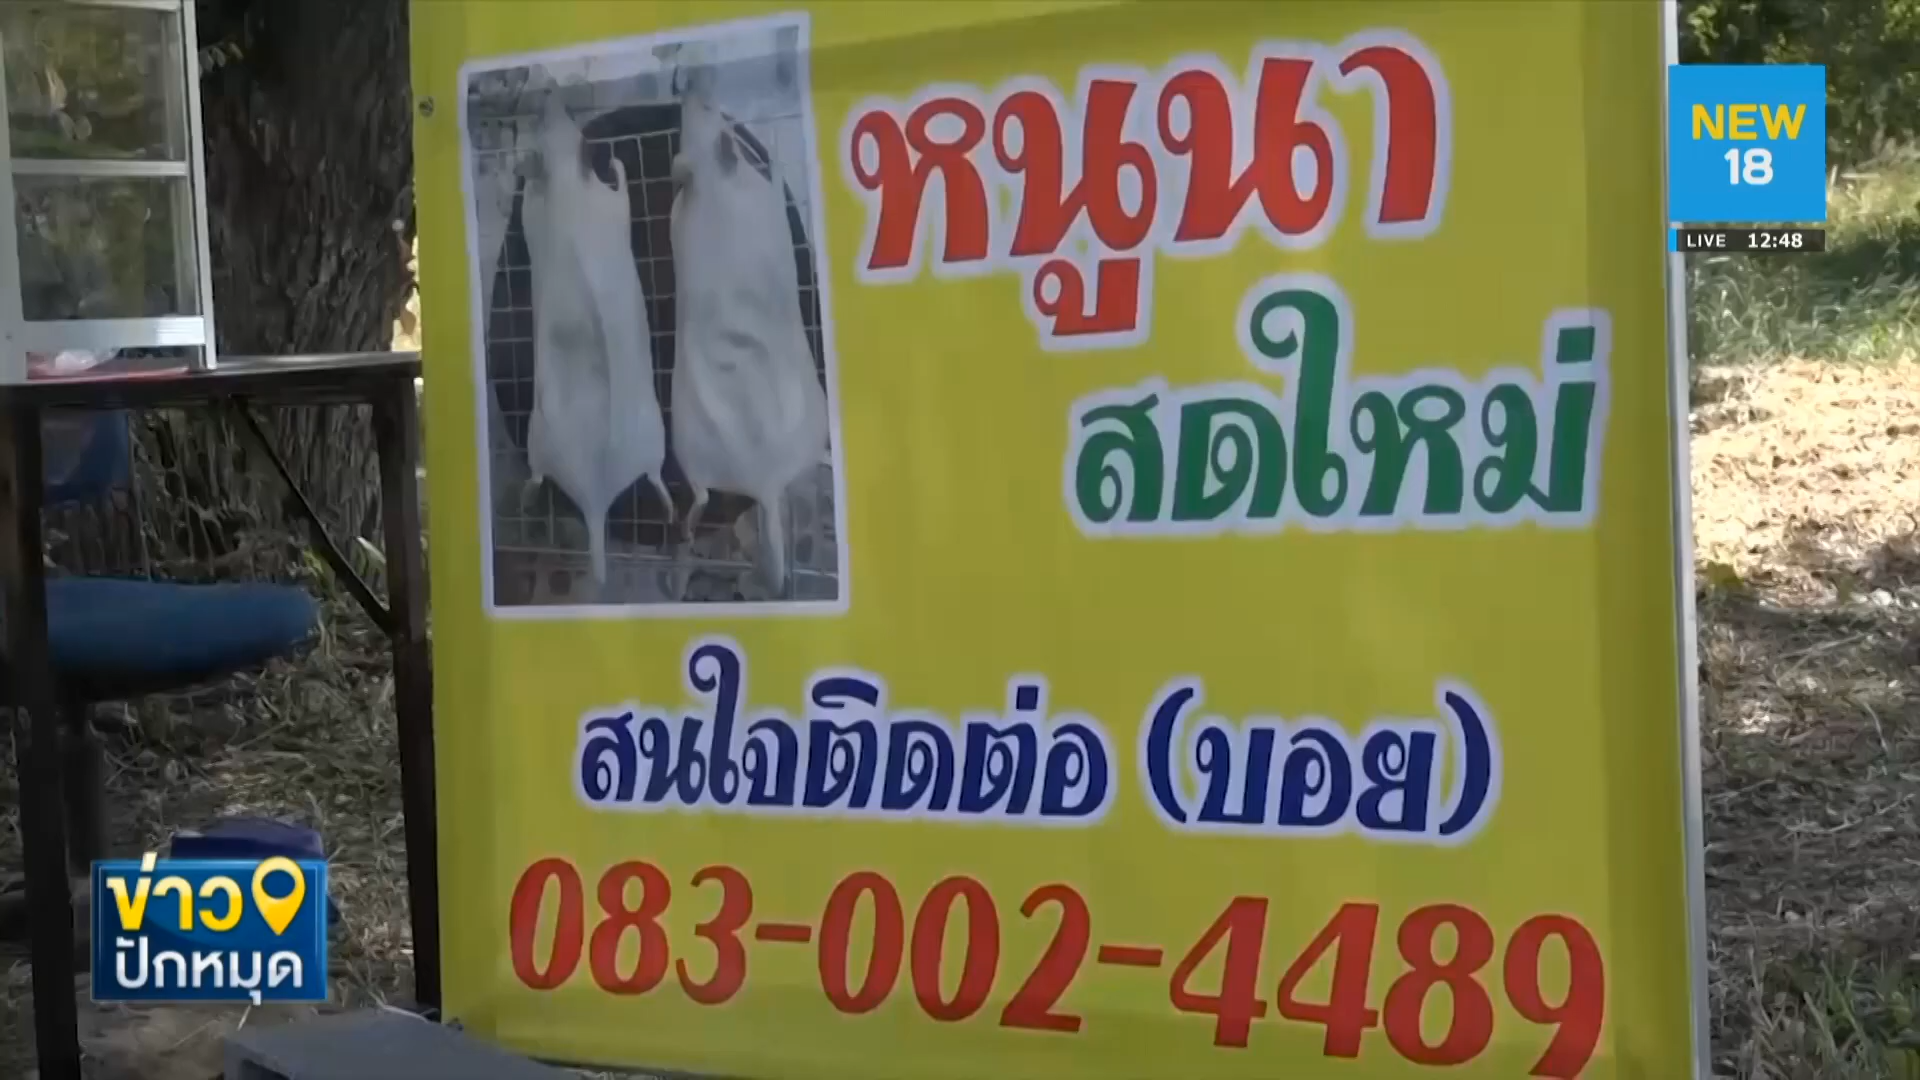 หนูนา
สดใหม่
สนใจติดต่อ (บอย)
083-002-4489
NEW
18
LIVE 12:48
ข่าว
ปักหมุด